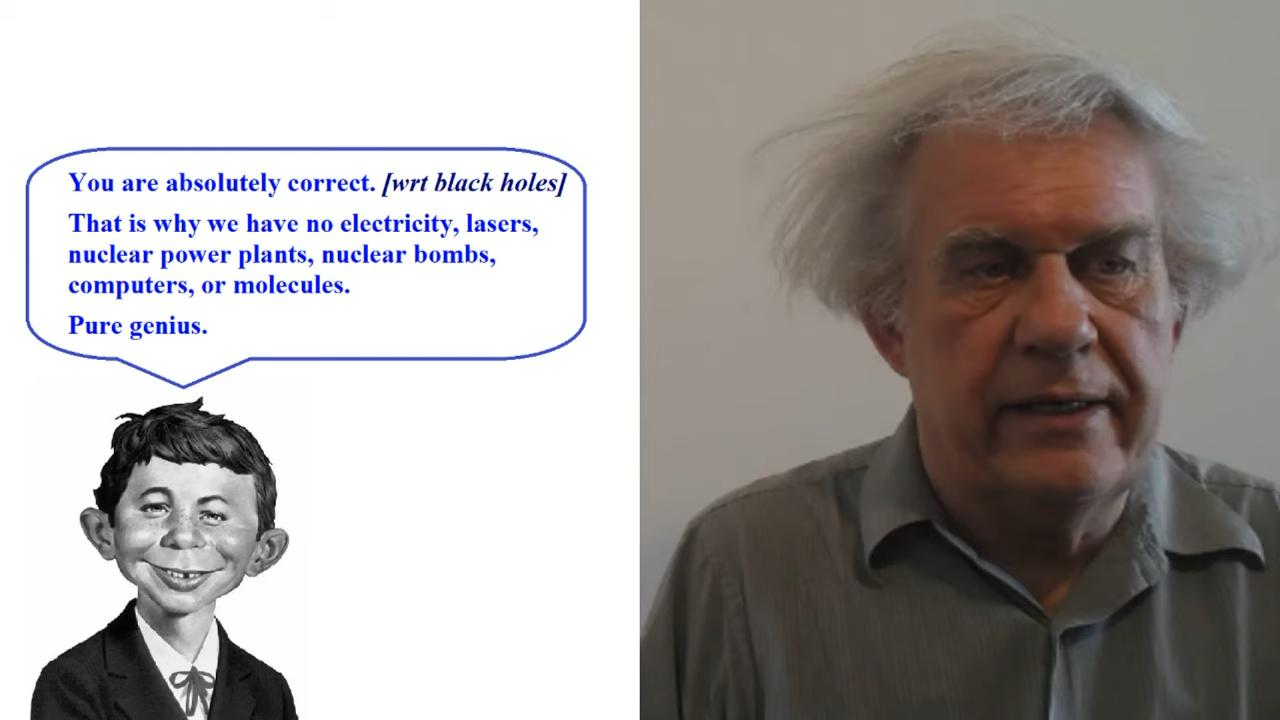 You are absolutely correct. [wrt black holes]
That is why we have no electricity, lasers,
nuclear power plants, nuclear bombs,
computers, or molecules.
Pure genius.